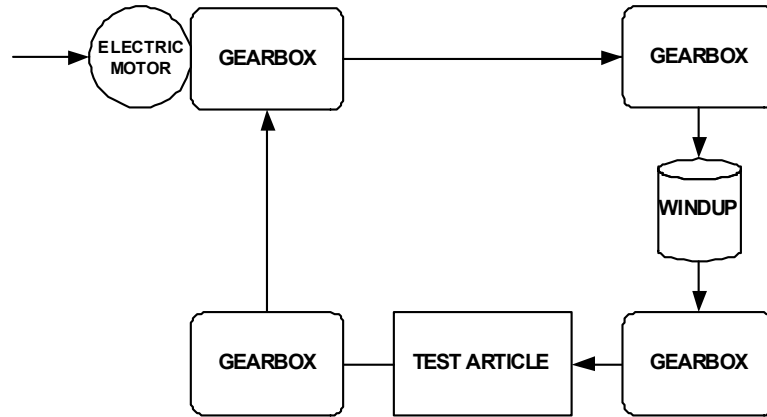 ELECTRIC
MOTOR
GEARBOX
GEARBOX
WINDUP
GEARBOX
TEST ARTICLE
GEARBOX